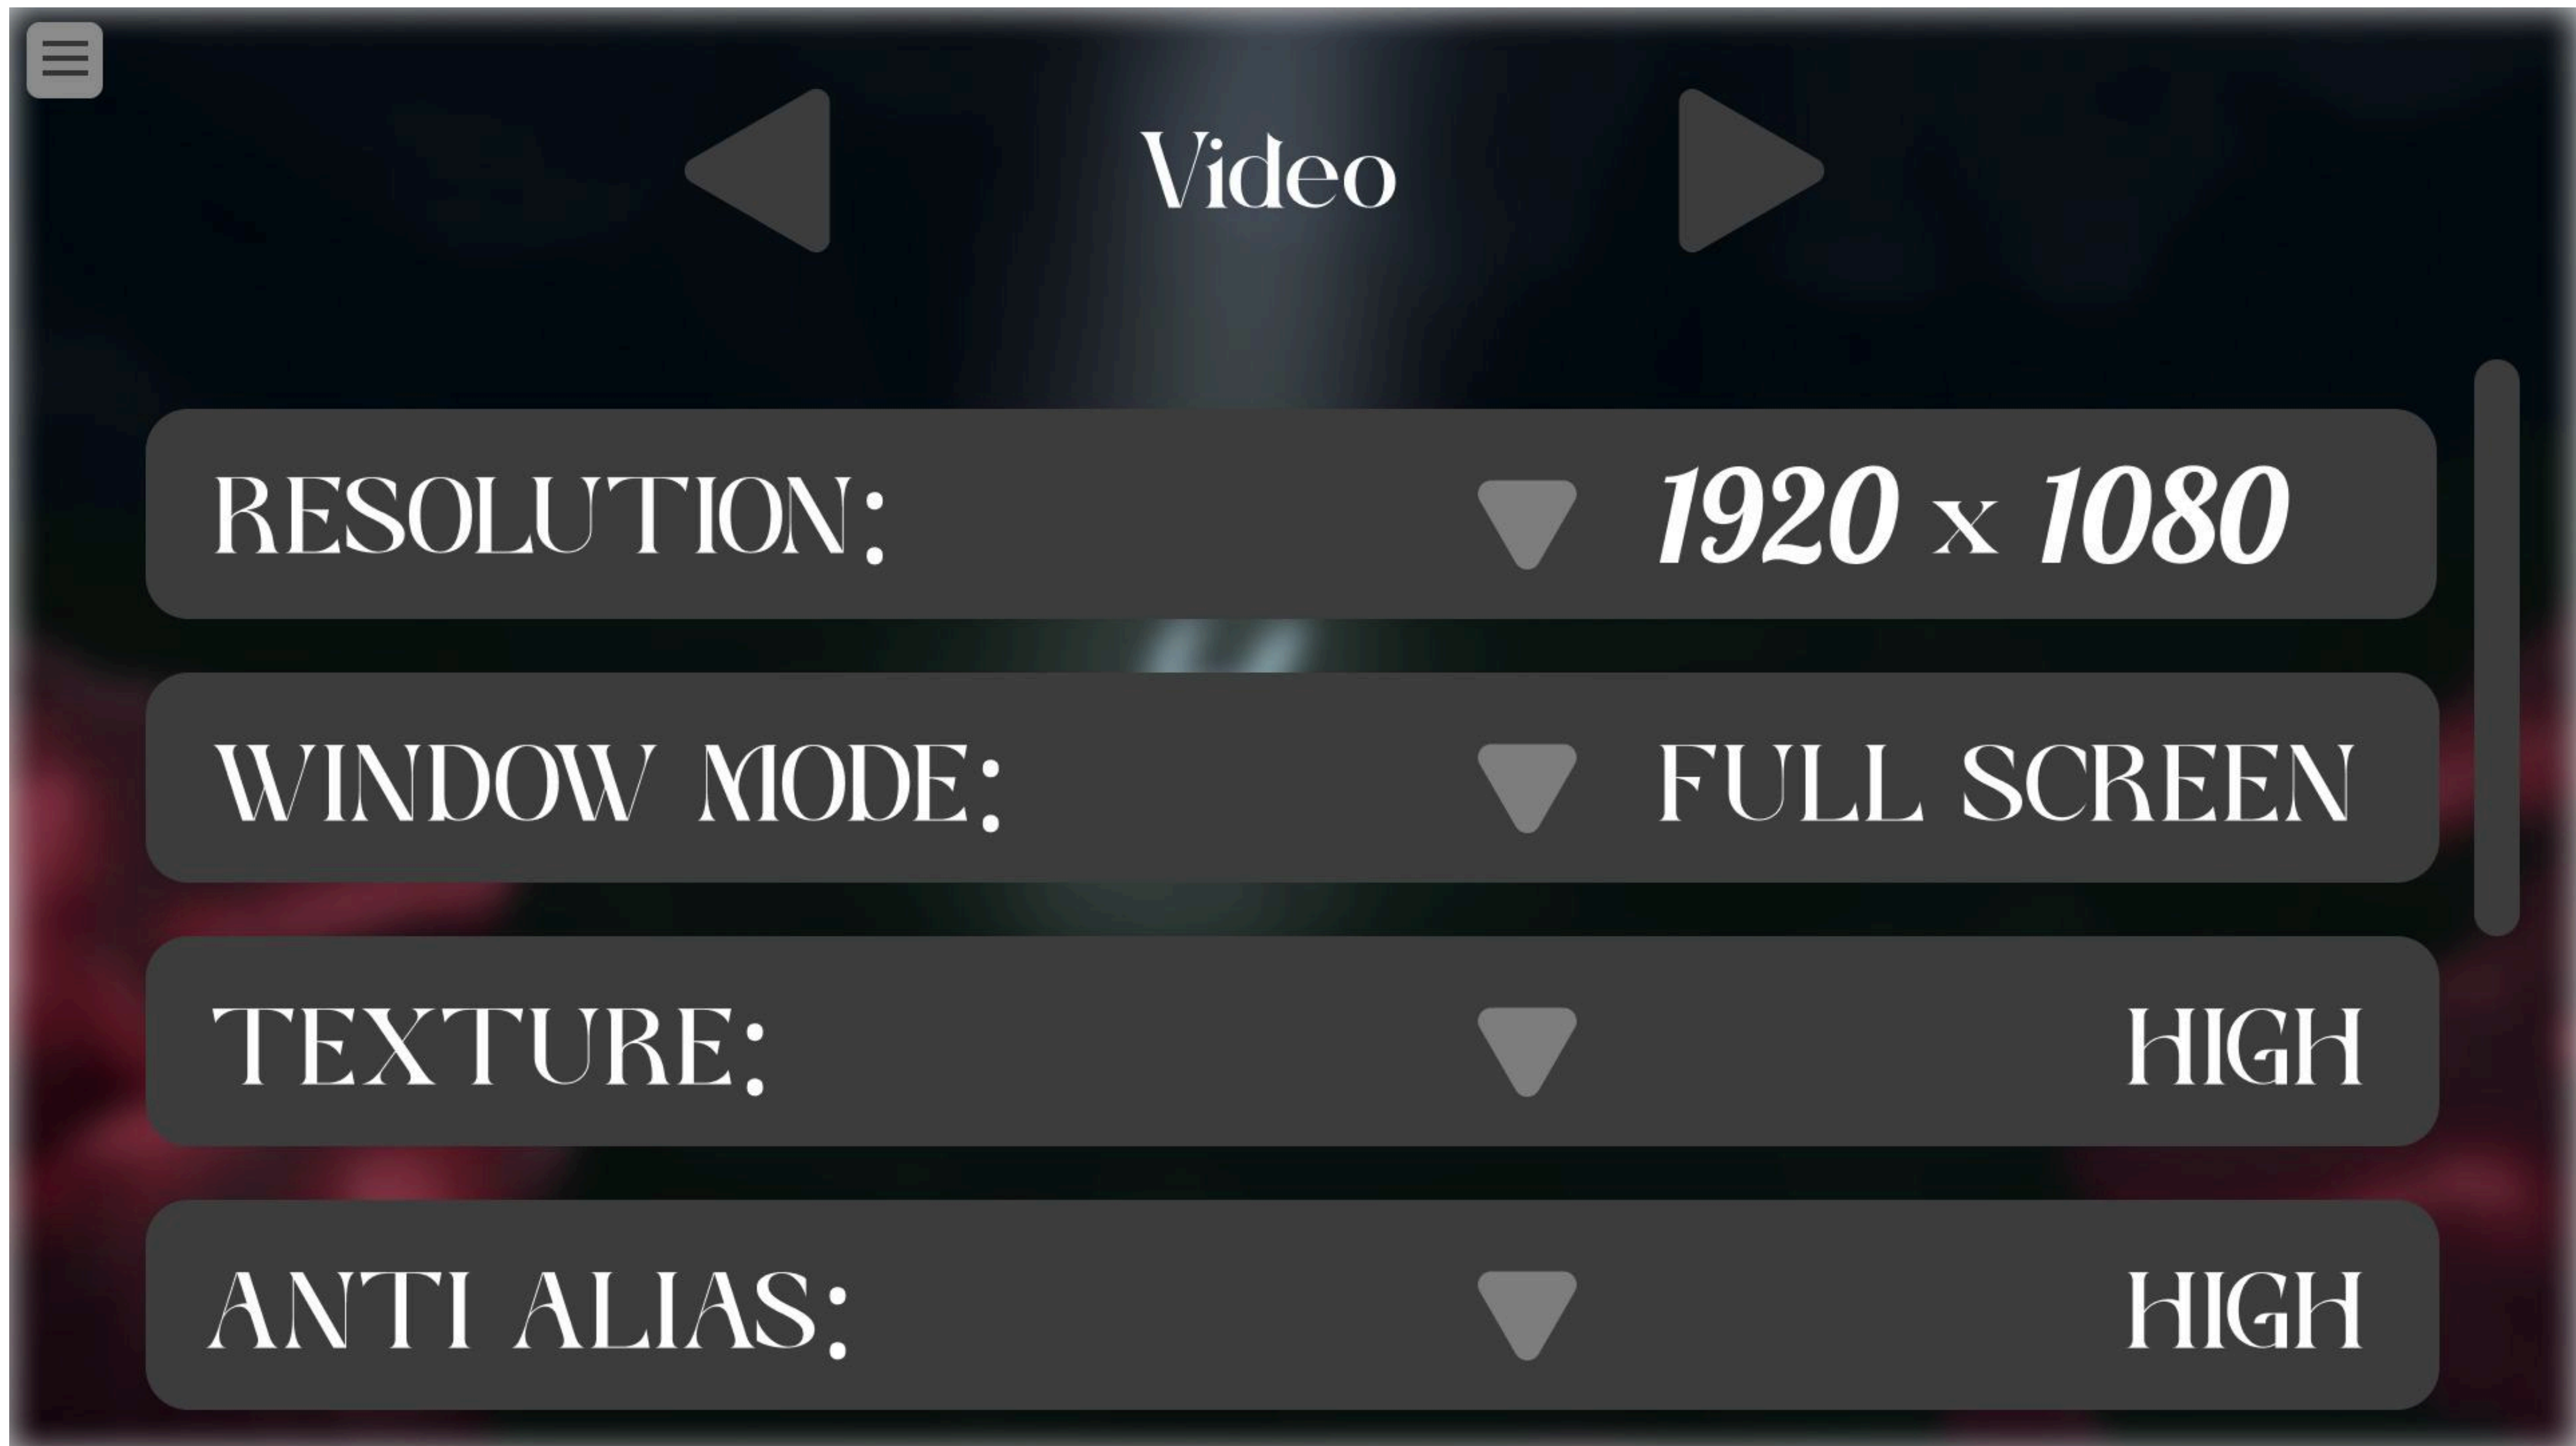 Video
RESOLUTION: 1920 x 1080
WINDOW MODE: FULL SCREEN
TEXTURE: HIGH
ANTI ALIAS: HIGH